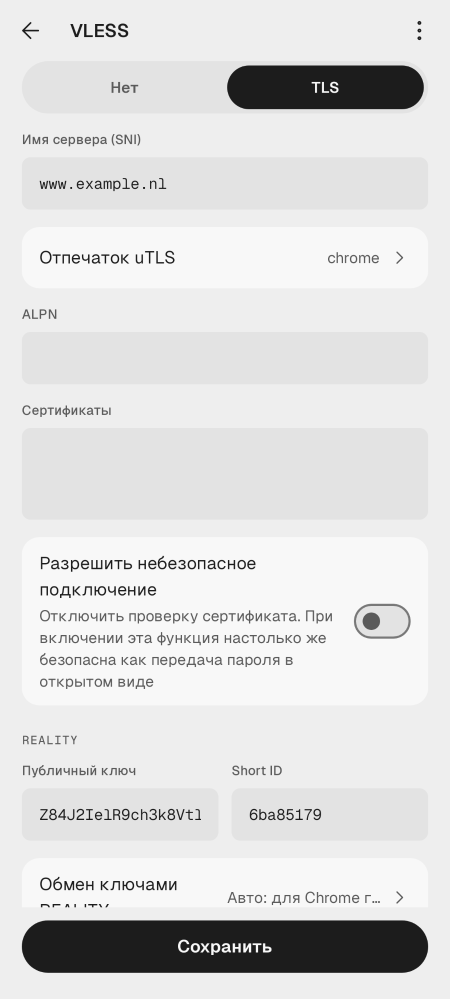 VLESS
Нет
TLS
Имя сервера (SNI)
www.example.nl
Отпечаток uTLS
chrome
ALPN
Сертификаты
Разрешить небезопасное
подключение
Отключить проверку сертификата. При
включении эта функция настолько же
безопасна как передача пароля в
открытом виде
REALITY
Публичный ключ
Short ID
Z84J2IelR9ch3k8Vtl
6ba85179
Обмен ключами
Авто: для Chrome г…
REALITY
Сохранить